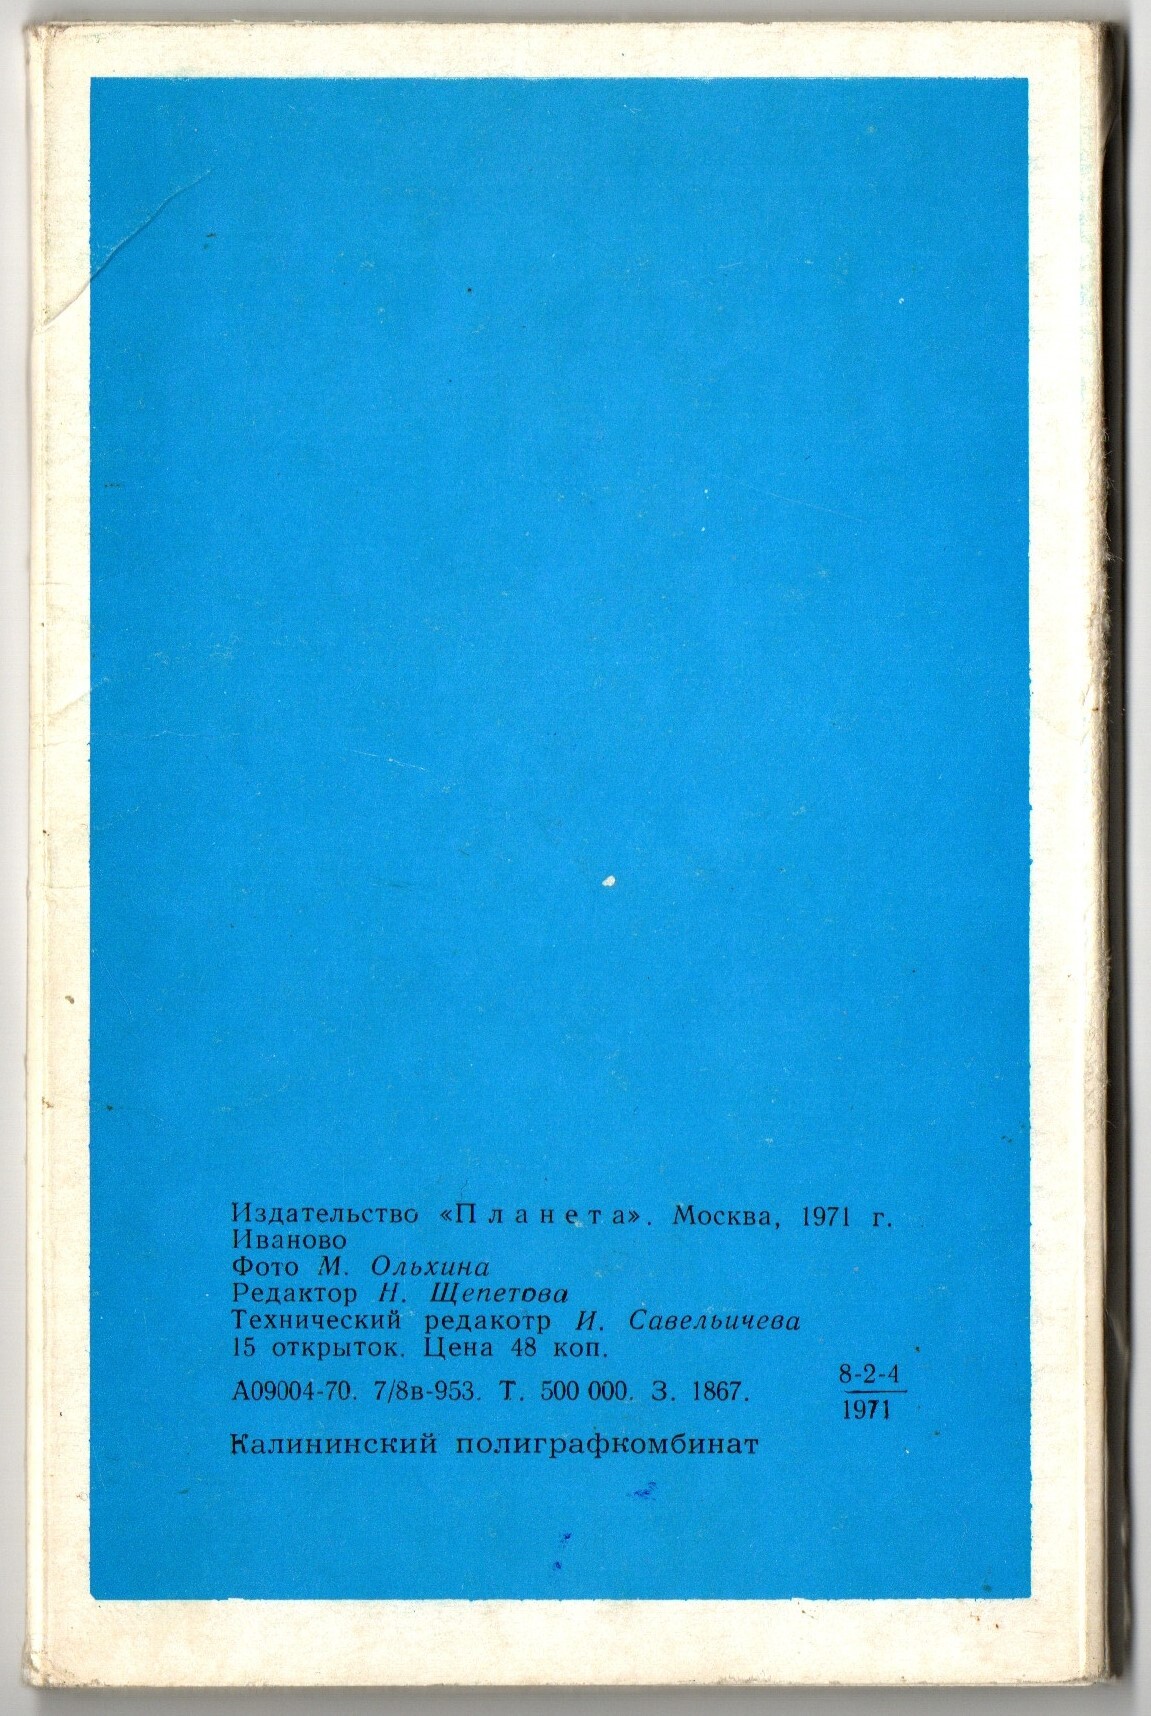 Издательство «Планета». Москва, 1971 г.
Иваново
Фото М. Ольхина
Редактор Н. Щепетова
Технический редакотр И. Савельичева
15 открыток. Цена 48 коп.
А09004-70. 7/8в-953. Т. 500 000. З. 1867.
8-2-4
1971
Калининский полиграфкомбинат